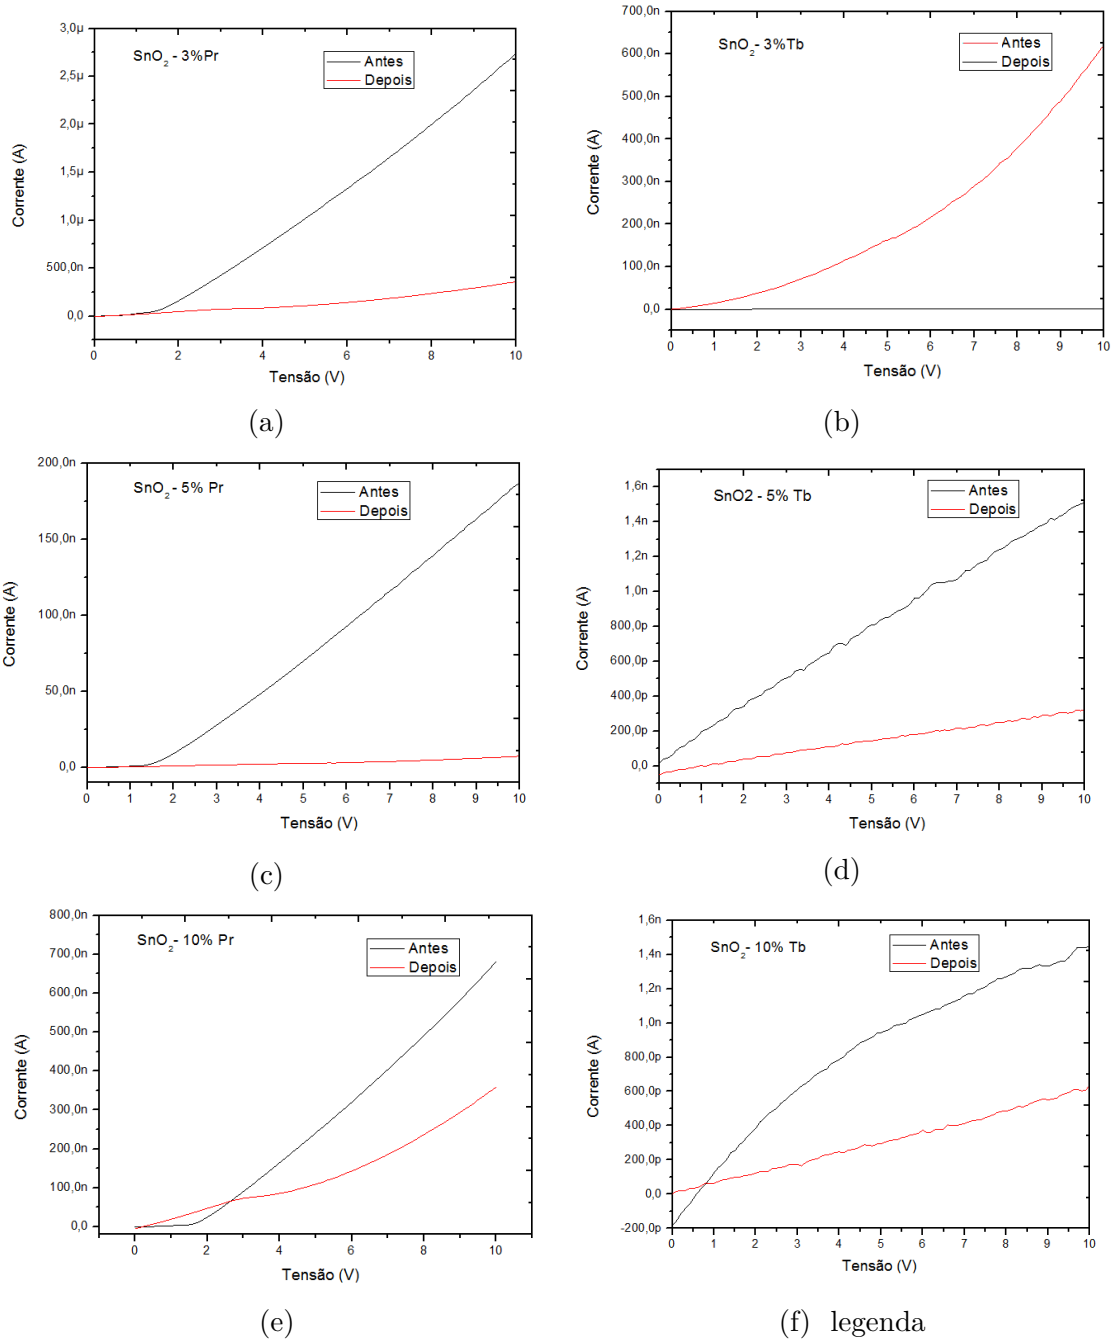 SnO2 - 3%Pr
Antes
Depois
3,0µ
2,5µ
2,0µ
1,5µ
1,0µ
500,0n
0,0
0 2 4 6 8 10
Corrente (A)
Tensão (V)
(a)
SnO2 - 3%Tb
Antes
Depois
700,0n
600,0n
500,0n
400,0n
300,0n
200,0n
100,0n
0,0
0 1 2 3 4 5 6 7 8 9 10
Corrente (A)
Tensão (V)
(b)
SnO2 - 5% Pr
Antes
Depois
200,0n
150,0n
100,0n
50,0n
0,0
0 1 2 3 4 5 6 7 8 9 10
Corrente (A)
Tensão (V)
(c)
SnO2 - 5% Tb
Antes
Depois
1,6n
1,4n
1,2n
1,0n
800,0p
600,0p
400,0p
200,0p
0,0
0 1 2 3 4 5 6 7 8 9 10
Corrente (A)
Tensão (V)
(d)
SnO2- 10% Pr
Antes
Depois
800,0n
700,0n
600,0n
500,0n
400,0n
300,0n
200,0n
100,0n
0,0
0 2 4 6 8 10
Corrente (A)
Tensão (V)
(e)
SnO2- 10% Tb
Antes
Depois
1,6n
1,4n
1,2n
1,0n
800,0p
600,0p
400,0p
200,0p
0,0
-200,0p
0 1 2 3 4 5 6 7 8 9 10
Corrente (A)
Tensão (V)
(f) legenda